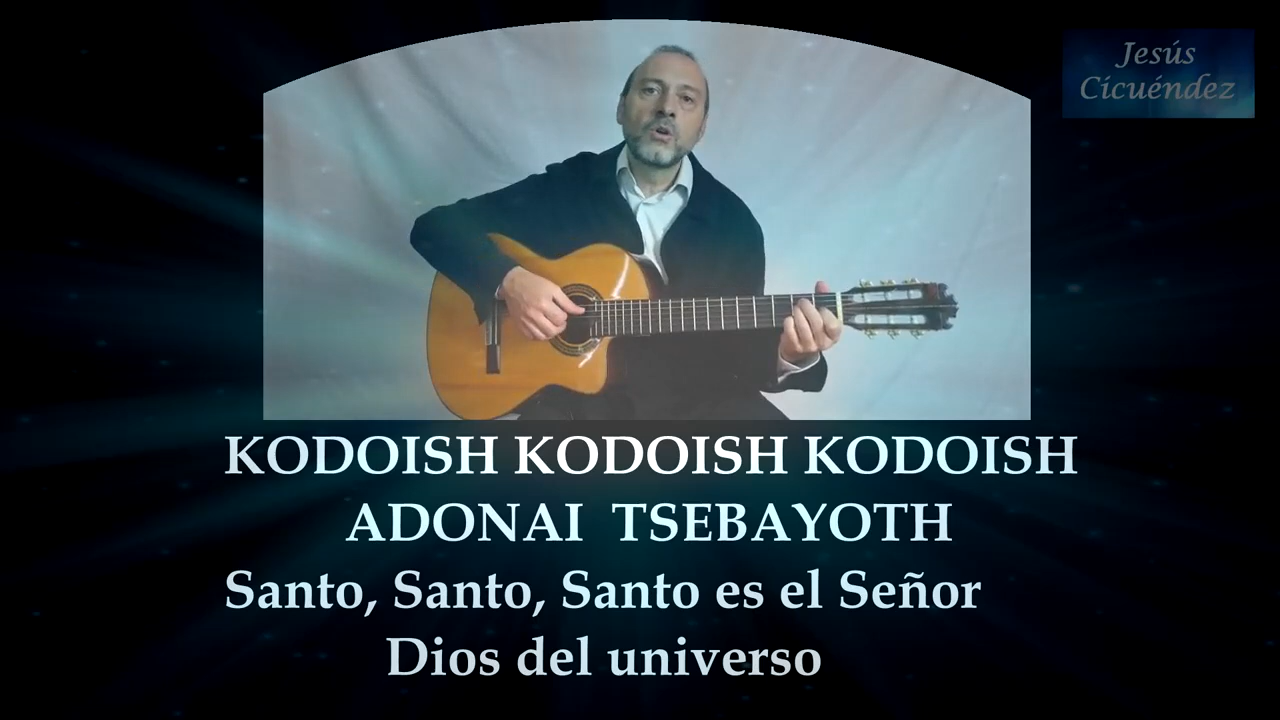 Jesús
Cicuéndez
KODOISH KODOISH KODOISH
ADONAI TSEBAYOTH
Santo, Santo, Santo es el Señor
Dios del universo